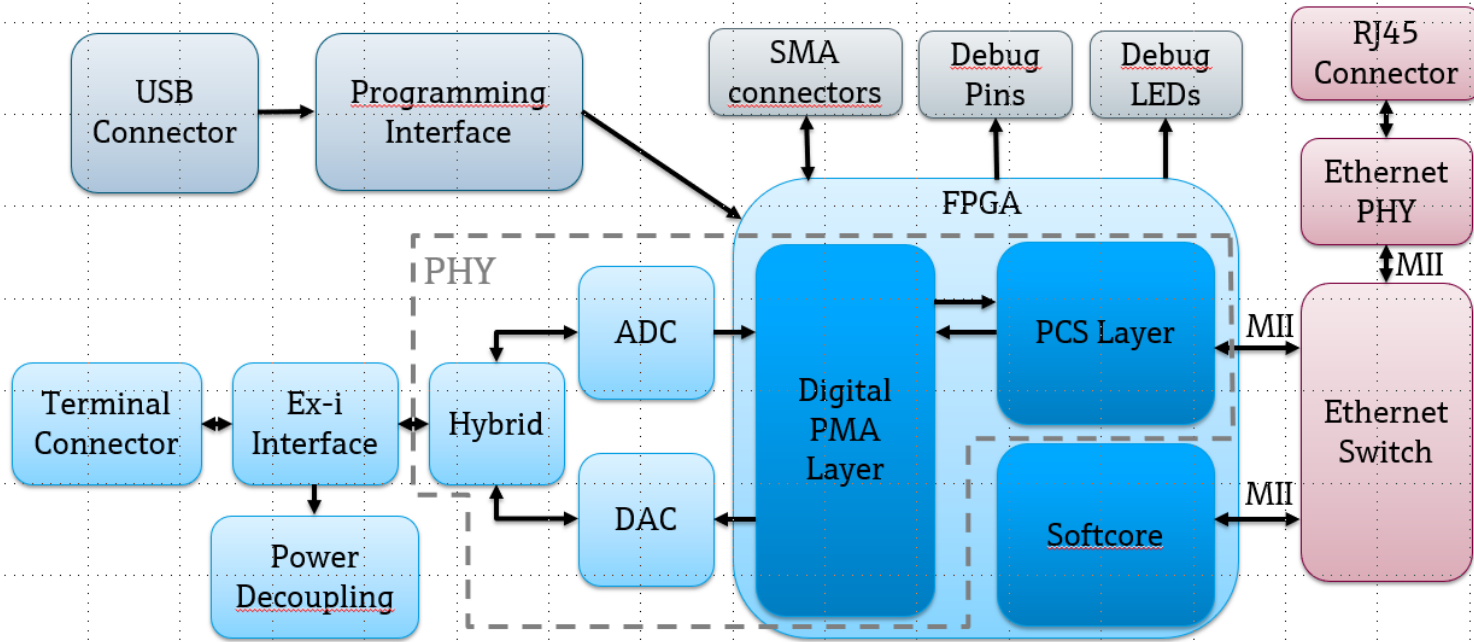 USB
Connector
Programming
Interface
SMA
connectors
Debug
Pins
Debug
LEDs
RJ45
Connector
Ethernet
PHY
MII
FPGA
PHY
ADC
Digital
PMA
Layer
PCS Layer
MII
Terminal
Connector
Ex-i
Interface
Hybrid
Ethernet
Switch
DAC
Softcore
MII
Power
Decoupling